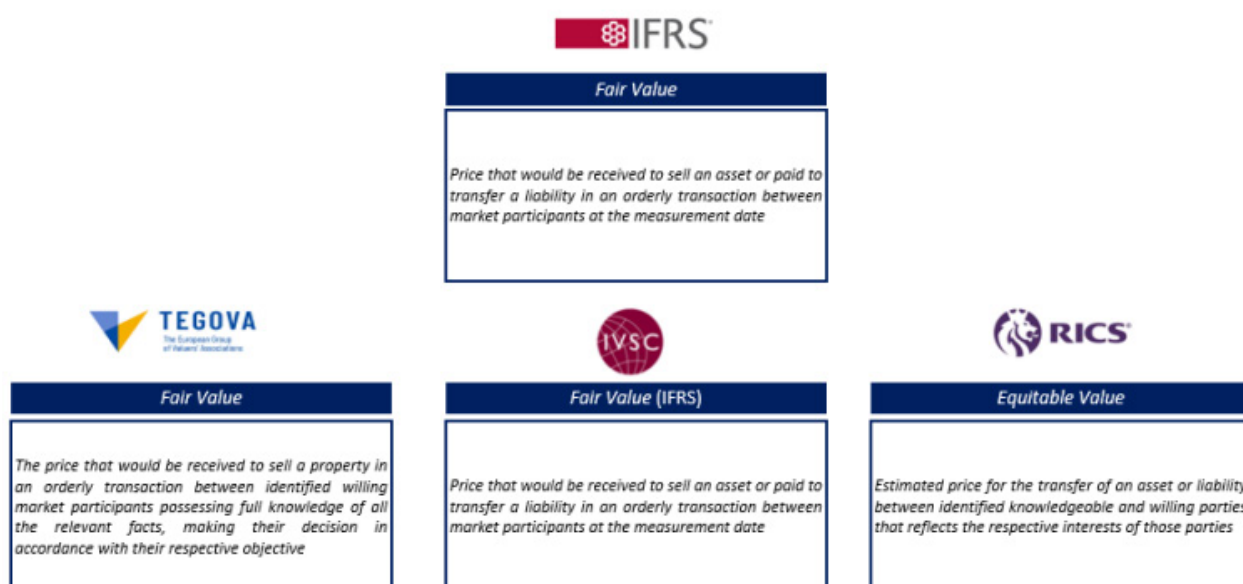 IFRS
Fair Value
Price that would be received to sell an asset or paid to
transfer a liability in an orderly transaction between
market participants at the measurement date
TEGOVA
The European Group
of Valuers' Associations
Fair Value
The price that would be received to sell a property in
an orderly transaction between identified willing
market participants possessing full knowledge of all
the relevant facts, making their decision in
accordance with their respective objective
IVSC
Fair Value (IFRS)
Price that would be received to sell an asset or paid to
transfer a liability in an orderly transaction between
market participants at the measurement date
RICS
Equitable Value
Estimated price for the transfer of an asset or liability
between identified knowledgeable and willing parties
that reflects the respective interests of those parties